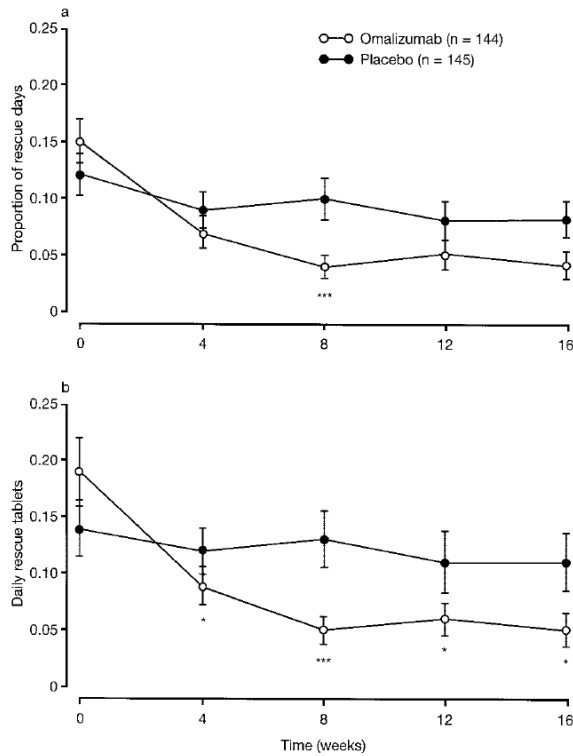 a
Omalizumab (n = 144)
Placebo (n = 145)
0.25
0.20
0.15
0.10
0.05
0
Proportion of rescue days
***
0 4 8 12 16
b
0.25
0.20
0.15
0.10
0.05
0
Daily rescue tablets
* *** * *
0 4 8 12 16
Time (weeks)